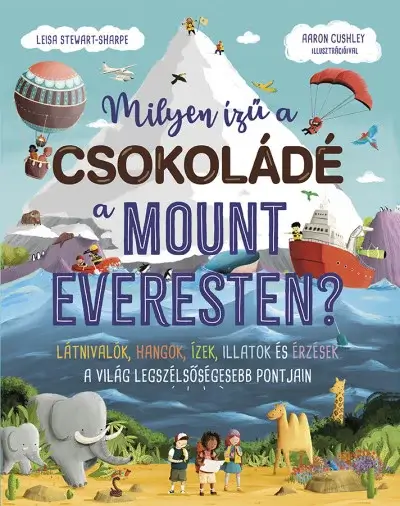 LEISA STEWART-SHARPE
AARON CUSHLEY
ILLUSZTRÁCIÓIVAL
Milyen ízű a
CSOKOLÁDÉ
a MOUNT
EVERESTEN?
LÁTNIVALÓK, HANGOK, ÍZEK, ILLATOK ÉS ÉRZÉSEK
A VILÁG LEGSZÉLSŐSÉGESEBB PONTJAIN